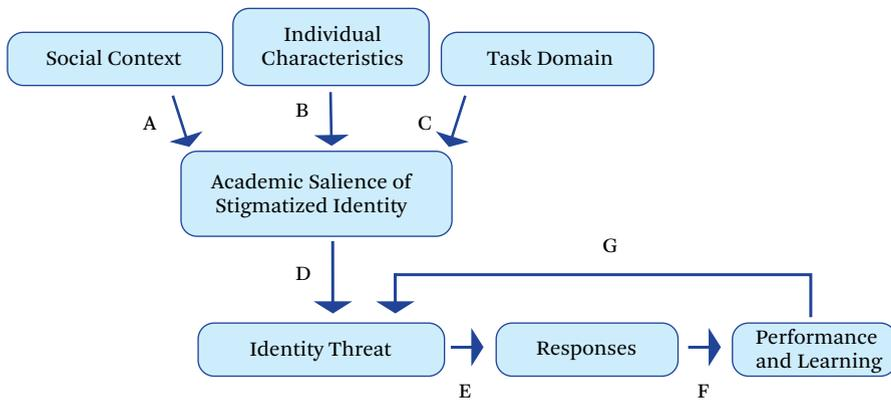 Social Context
Individual
Characteristics
Task Domain
A
B
C
Academic Salience of
Stigmatized Identity
D
G
Identity Threat
Responses
Performance
and Learning
E
F